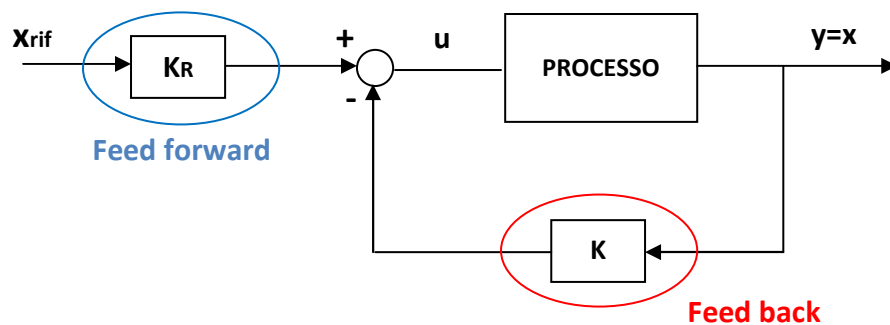 xrif
KR
+
-
u
PROCESSO
y=x
Feed forward
K
Feed back